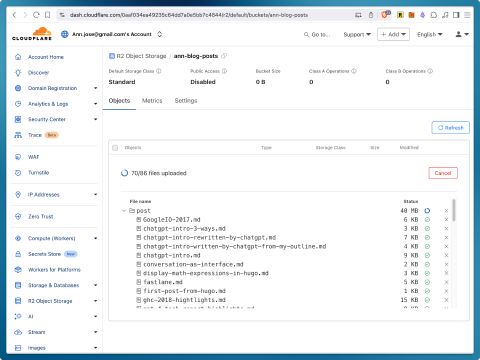 dash.cloudflare.com/0aaf034ea49235c64dd7a0e5bb7c4844/r2/default/buckets/ann-blog-posts
CLOUDFLARE
Ann.jose@gmail.com's Account
Go to...
Support
+ Add
English
Account Home
Discover
Domain Registration
Analytics & Logs
Security Center
Trace Beta
WAF
Turnstile
IP Addresses
Zero Trust
Compute (Workers)
Secrets Store New
Workers for Platforms
Storage & Databases
R2 Object Storage
AI
Stream
Images
R2 Object Storage / ann-blog-posts
Default Storage Class Public Access Bucket Size Class A Operations Class B Operations
Standard Disabled 0 B 0 0
Objects Metrics Settings
Refresh
Objects Type Storage Class Size Modified
70/86 files uploaded
Cancel
File name Status
post 40 MB
GoogleIO-2017.md 6 KB
chatgpt-intro-3-ways.md 3 KB
chatgpt-intro-rewritten-by-chatgpt.md 7 KB
chatgpt-intro-written-by-chatgpt-from-my-outline.md 4 KB
chatgpt-intro.md 9 KB
conversation-as-interface.md 2 KB
display-math-expressions-in-hugo.md 3 KB
fastlane.md 5 KB
first-post-from-hugo.md 1 KB
ghc-2018-hightlights.md 15 KB